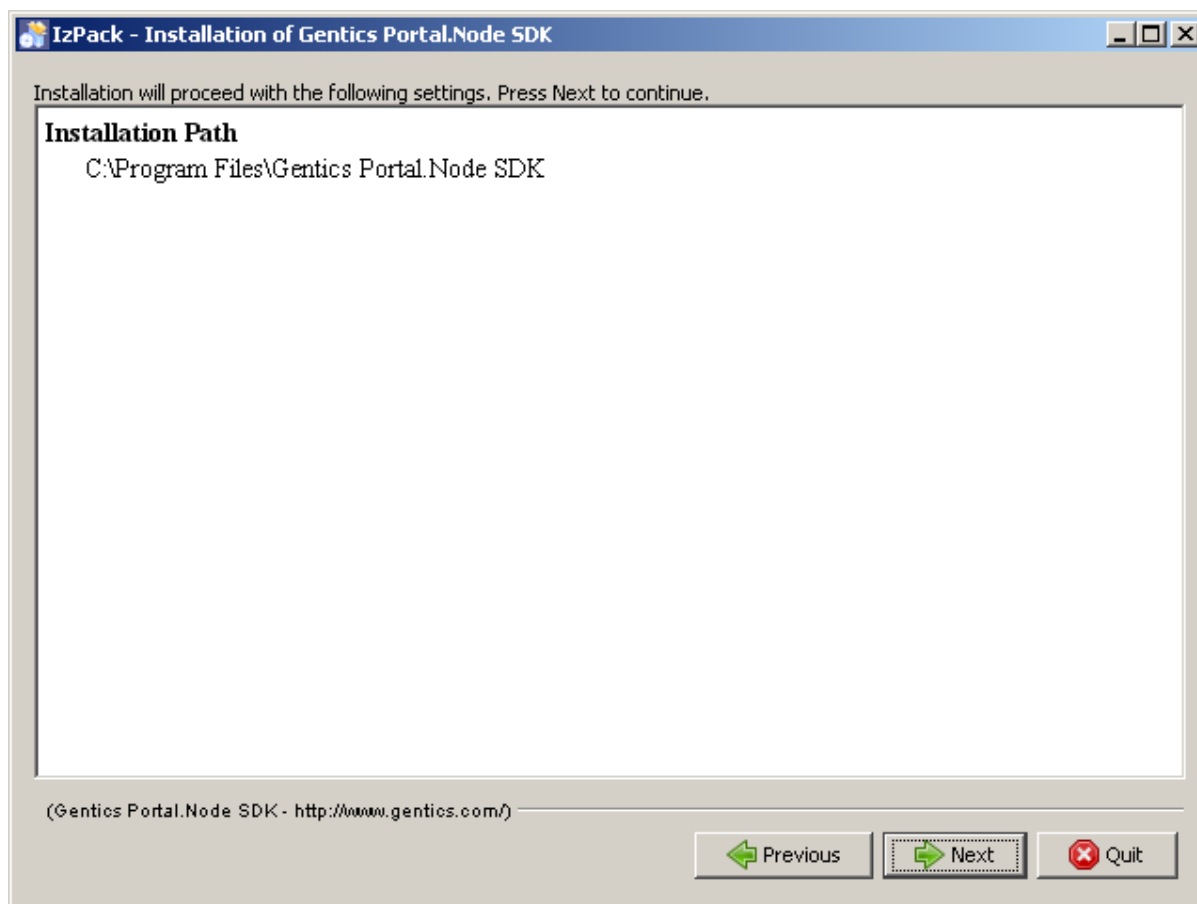 IzPack - Installation of Gentics Portal.Node SDK
Installation will proceed with the following settings. Press Next to continue.
Installation Path
C:\Program Files\Gentics Portal.Node SDK
(Gentics Portal.Node SDK - http://www.gentics.com/)
Previous Next Quit